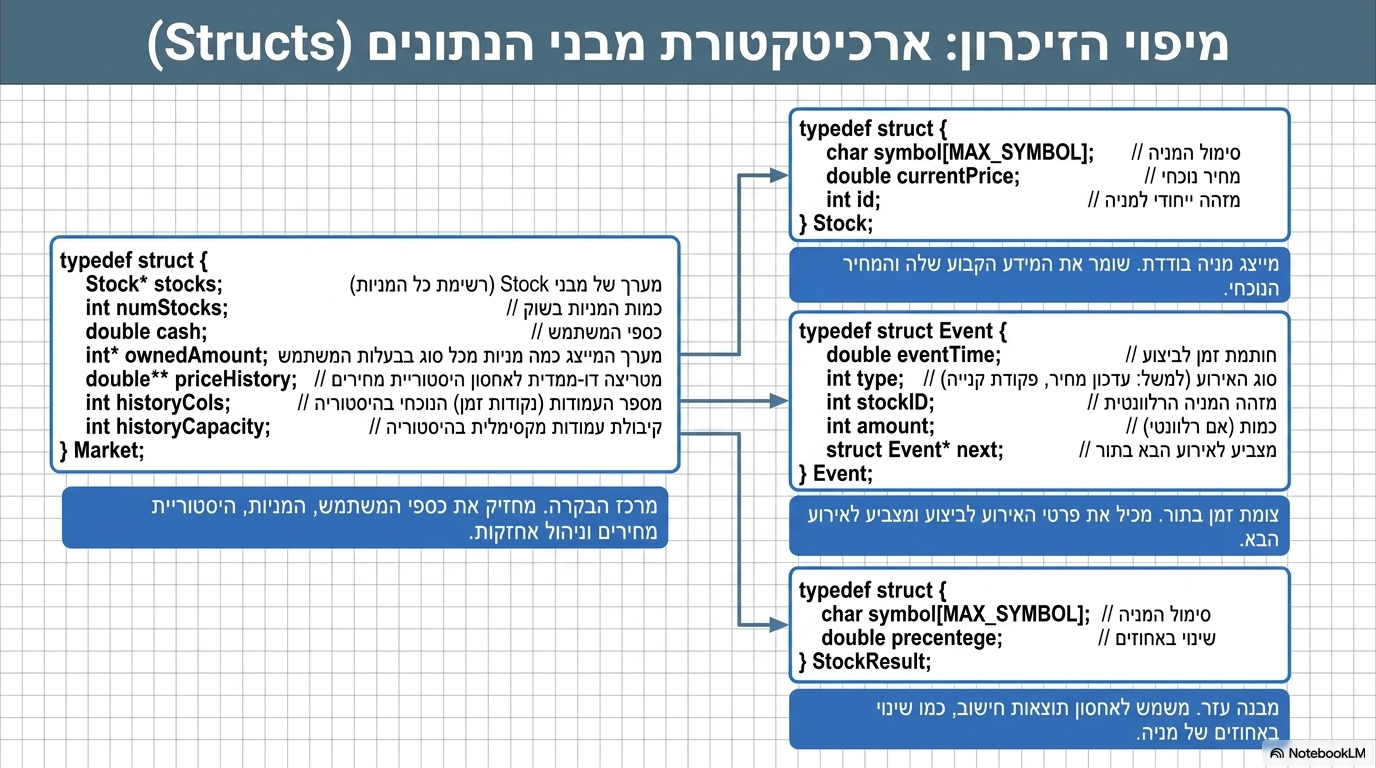 מיפוי הזיכרון: ארכיטקטורת מבני הנתונים (Structs)
typedef struct {
Stock* stocks; מערך של מבני Stock (רשימת כל המניות)
int numStocks; // כמות המניות בשוק
double cash; // כספי המשתמש
int* ownedAmount; מערך המייצג כמה מניות מכל סוג בבעלות המשתמש
double** priceHistory; // מטריצה דו-ממדית לאחסון היסטוריית מחירים
int historyCols; // מספר העמודות (נקודות זמן) הנוכחי בהיסטוריה
int historyCapacity; // קיבולת עמודות מקסימלית בהיסטוריה
} Market;
מרכז הבקרה. מחזיק את כספי המשתמש, המניות, היסטוריית
מחירים וניהול אחזקות.
typedef struct {
char symbol[MAX_SYMBOL]; // סימול המניה
double currentPrice; // מחיר נוכחי
int id; // מזהה ייחודי למניה
} Stock;
מייצג מניה בודדת. שומר את המידע הקבוע שלה והמחיר
הנוכחי.
typedef struct Event {
double eventTime; // חותמת זמן לביצוע
int type; // סוג האירוע (למשל: עדכון מחיר, פקודת קנייה)
int stockID; // מזהה המניה הרלוונטית
int amount; // כמות (אם רלוונטי)
struct Event* next; // מצביע לאירוע הבא בתור
} Event;
צומת זמן בתור. מכיל את פרטי האירוע לביצוע ומצביע לאירוע
הבא.
typedef struct {
char symbol[MAX_SYMBOL]; // סימול המניה
double precentege; // שינוי באחוזים
} StockResult;
מבנה עזר. משמש לאחסון תוצאות חישוב, כמו שינוי
באחוזים של מניה.
NotebookLM